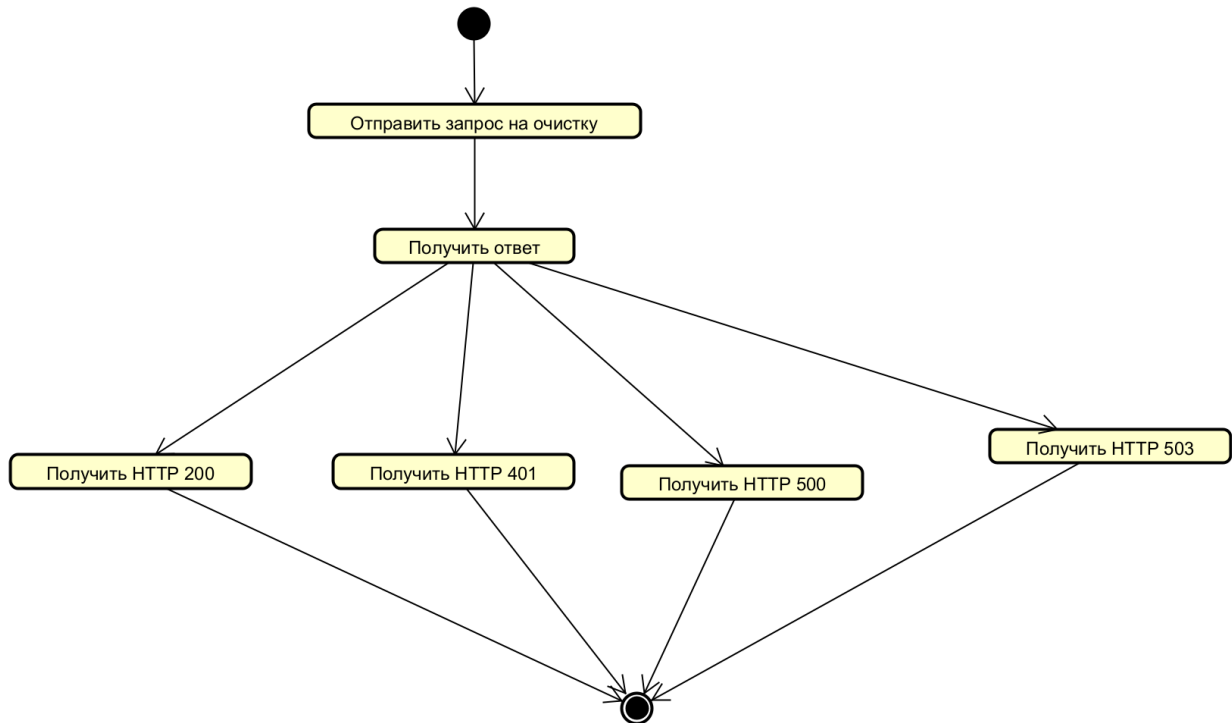 Отправить запрос на очистку
Получить ответ
Получить HTTP 200
Получить HTTP 401
Получить HTTP 500
Получить HTTP 503